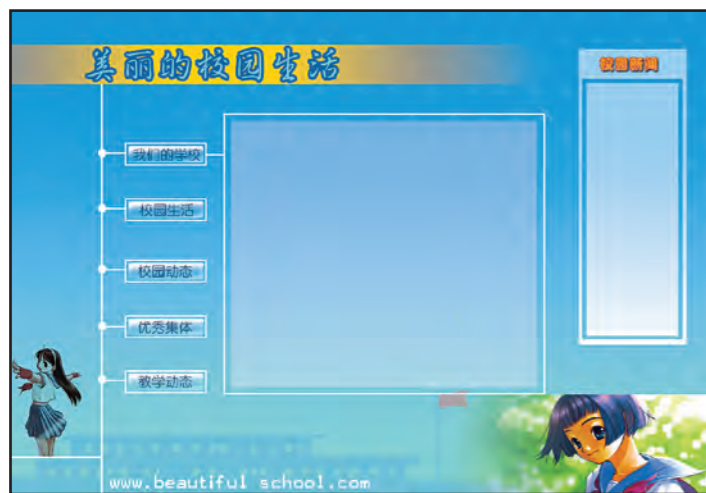 美丽的校园生活
校园新闻
我们的学校
校园生活
校园动态
优秀集体
教学动态
www.beautiful school.com